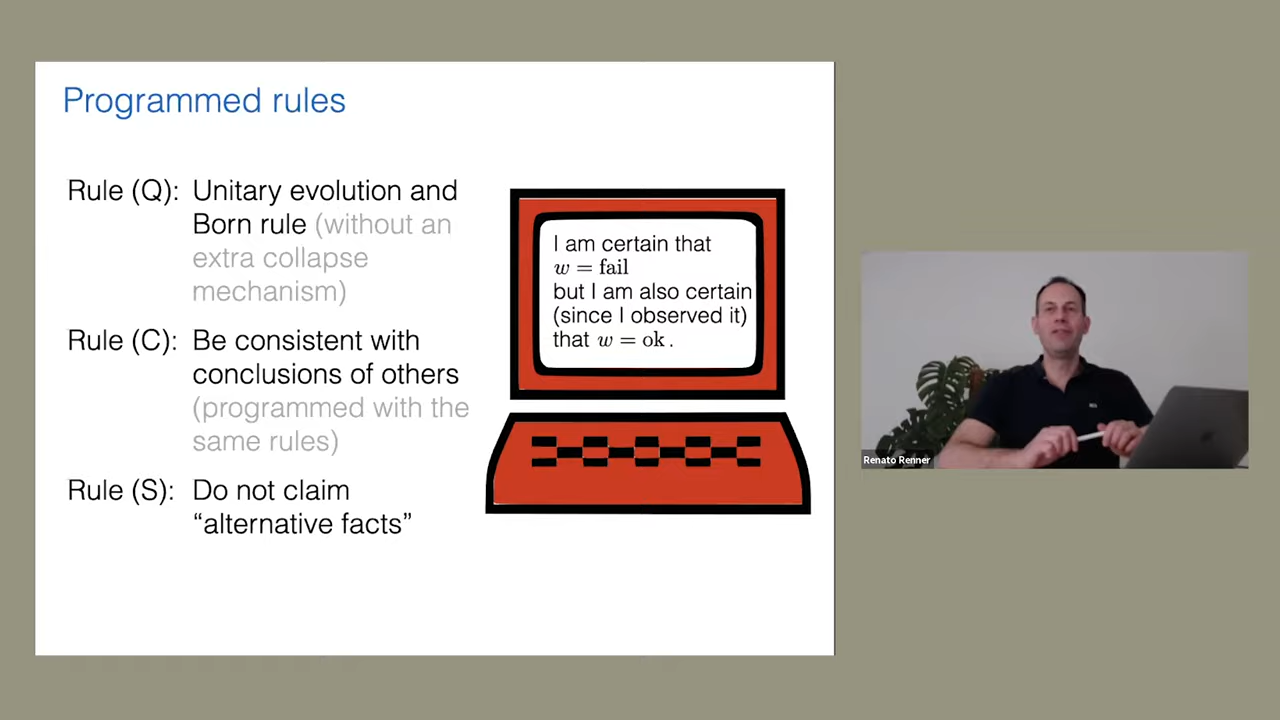 Programmed rules
Rule (Q): Unitary evolution and
Born rule (without an
extra collapse
mechanism)
Rule (C): Be consistent with
conclusions of others
(programmed with the
same rules)
Rule (S): Do not claim
“alternative facts”
I am certain that
w = fail
but I am also certain
(since I observed it)
that w = ok.
Renato Renner